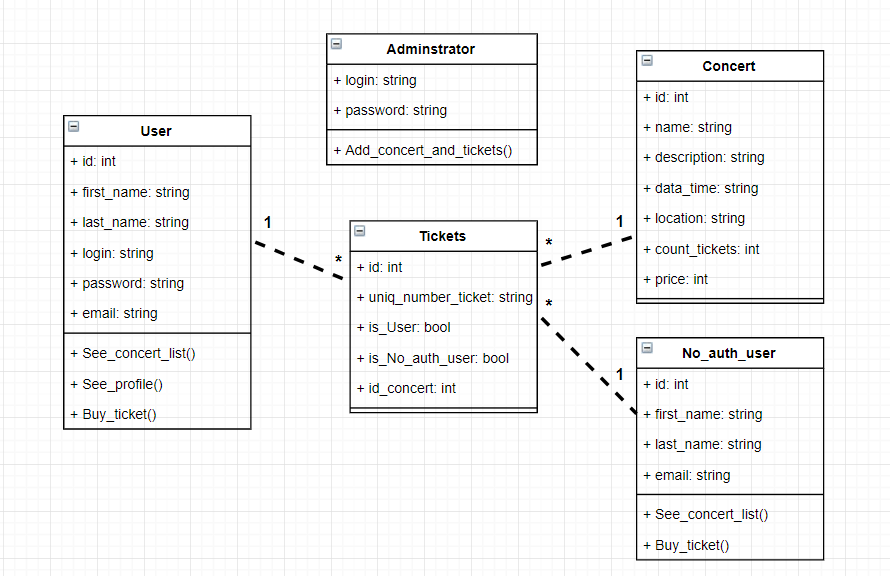 Adminstrator
+ login: string
+ password: string
+ Add_concert_and_tickets()
Concert
+ id: int
+ name: string
+ description: string
+ data_time: string
+ location: string
+ count_tickets: int
+ price: int
User
+ id: int
+ first_name: string
+ last_name: string
+ login: string
+ password: string
+ email: string
+ See_concert_list()
+ See_profile()
+ Buy_ticket()
1
*
Tickets
+ id: int
+ uniq_number_ticket: string
+ is_User: bool
+ is_No_auth_user: bool
+ id_concert: int
*
1
*
1
No_auth_user
+ id: int
+ first_name: string
+ last_name: string
+ email: string
+ See_concert_list()
+ Buy_ticket()